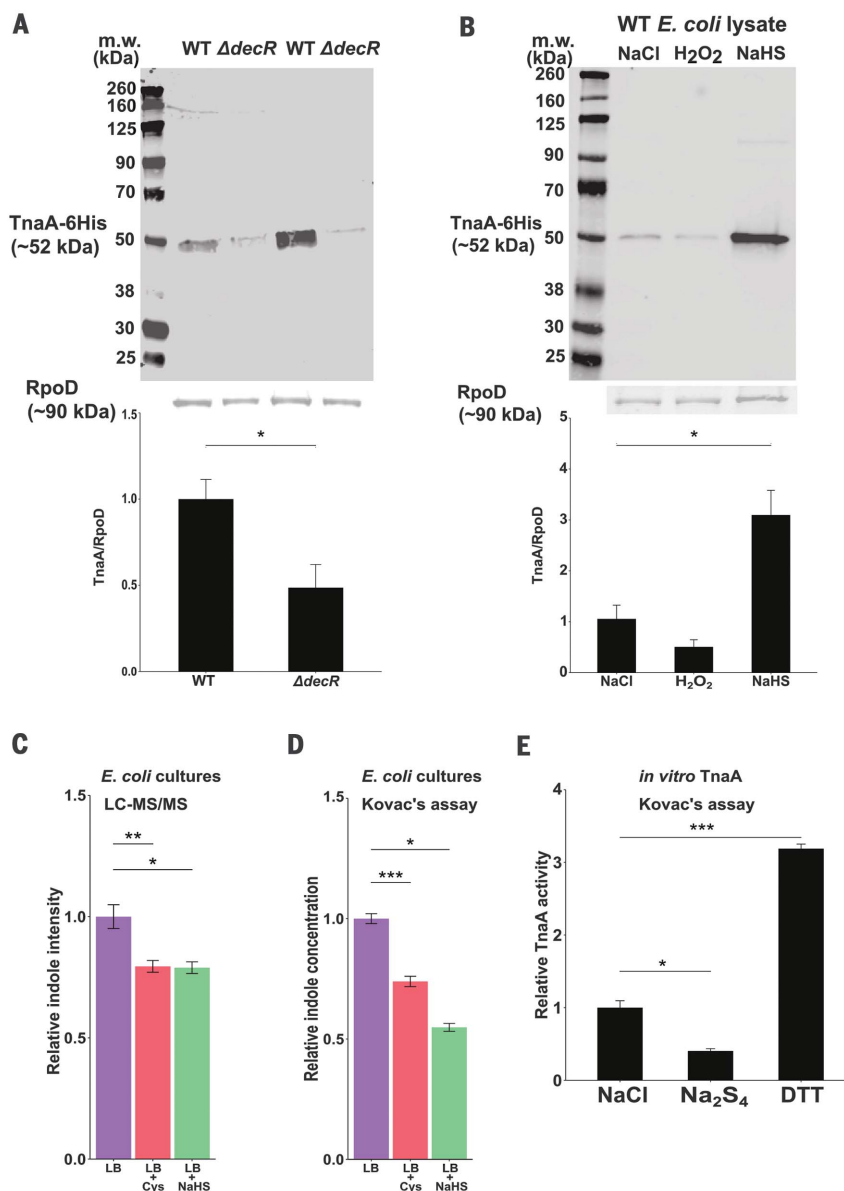 A
m.w.
(kDa)
WT ΔdecR WT ΔdecR
260
160
125
90
70
TnaA-6His
(~52 kDa)
50
38
30
25
RpoD
(~90 kDa)
1.5
1.0
0.5
0.0
TnaA/RpoD
*
WT
ΔdecR
B
WT E. coli lysate
m.w.
(kDa)
NaCl H₂O₂ NaHS
260
160
125
90
70
TnaA-6His
(~52 kDa)
50
38
30
25
RpoD
(~90 kDa)
5
4
3
2
1
0
TnaA/RpoD
*
NaCl
H₂O₂
NaHS
C
E. coli cultures
LC-MS/MS
1.5
1.0
0.5
0.0
Relative indole intensity
**
*
LB
LB
+
Cys
LB
+
NaHS
D
E. coli cultures
Kovac's assay
1.5
1.0
0.5
0.0
Relative indole concentration
*
***
LB
LB
+
Cys
LB
+
NaHS
E
in vitro TnaA
Kovac's assay
4
3
2
1
0
Relative TnaA activity
***
*
NaCl
Na₂S₄
DTT